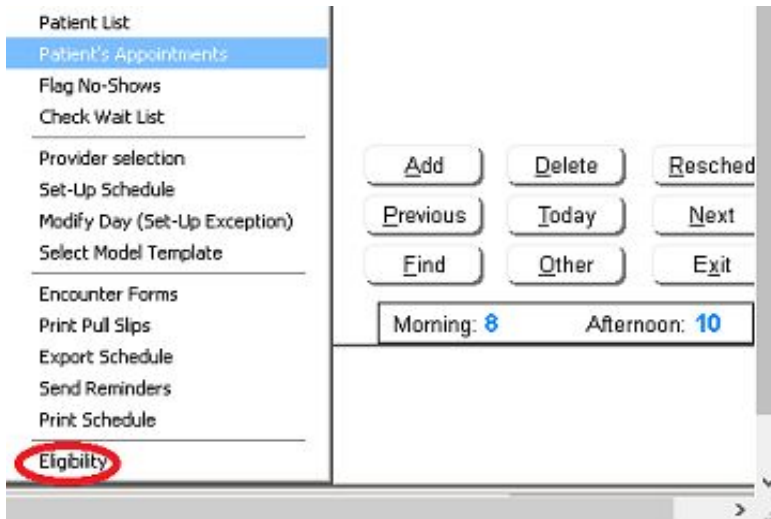 Patient List
Patient's Appointments
Flag No-Shows
Check Wait List
Provider selection
Set-Up Schedule
Modify Day (Set-Up Exception)
Select Model Template
Encounter Forms
Print Pull Slips
Export Schedule
Send Reminders
Print Schedule
Eligibility
Add Delete Resched
Previous Today Next
Find Other Exit
Morning: 8 Afternoon: 10